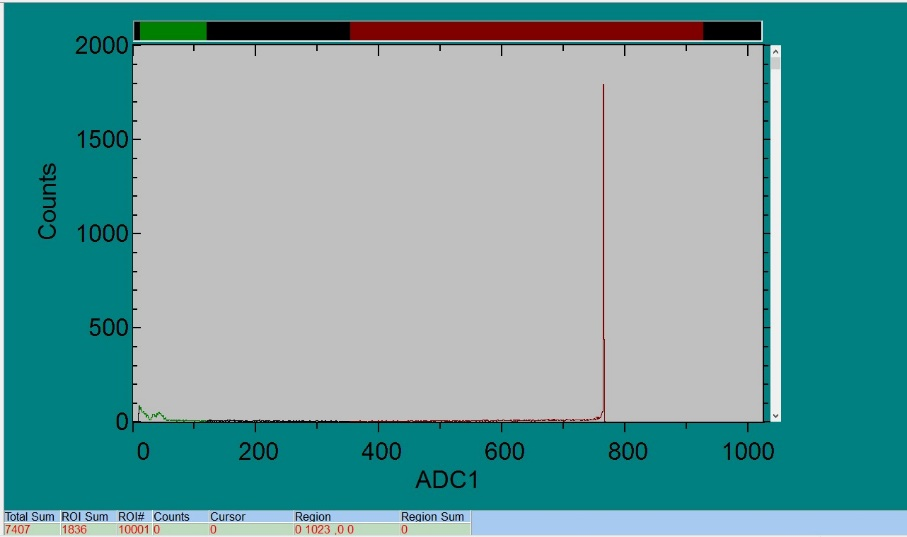 2000
1500
1000
500
0
Counts
0 200 400 600 800 1000
ADC1
Total Sum ROI Sum ROI# Counts Cursor Region Region Sum
7407 1836 10001 0 0 0 1023 ,0 0 0